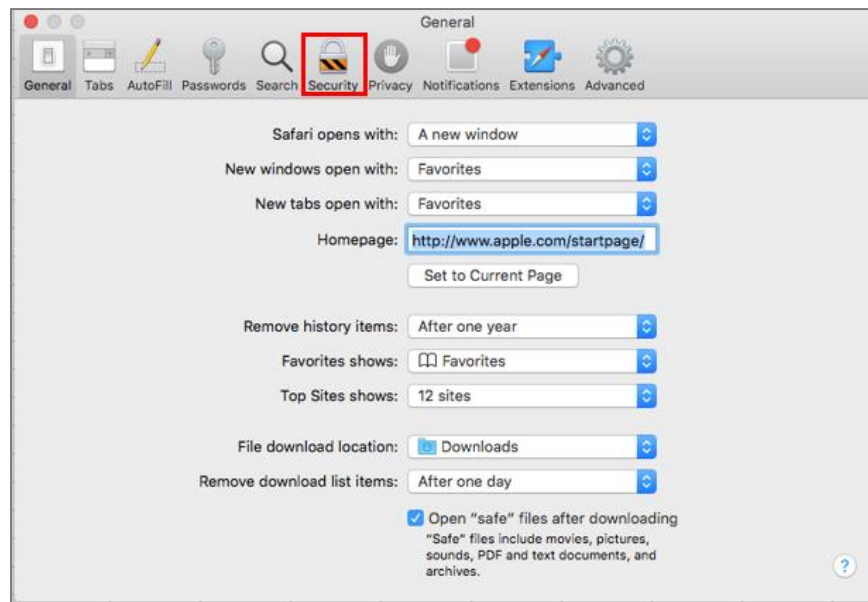 General
General Tabs AutoFill Passwords Search Security Privacy Notifications Extensions Advanced
Safari opens with: A new window
New windows open with: Favorites
New tabs open with: Favorites
Homepage: http://www.apple.com/startpage/
Set to Current Page
Remove history items: After one year
Favorites shows: Favorites
Top Sites shows: 12 sites
File download location: Downloads
Remove download list items: After one day
Open “safe” files after downloading
“Safe” files include movies, pictures,
sounds, PDF and text documents, and
archives.
?